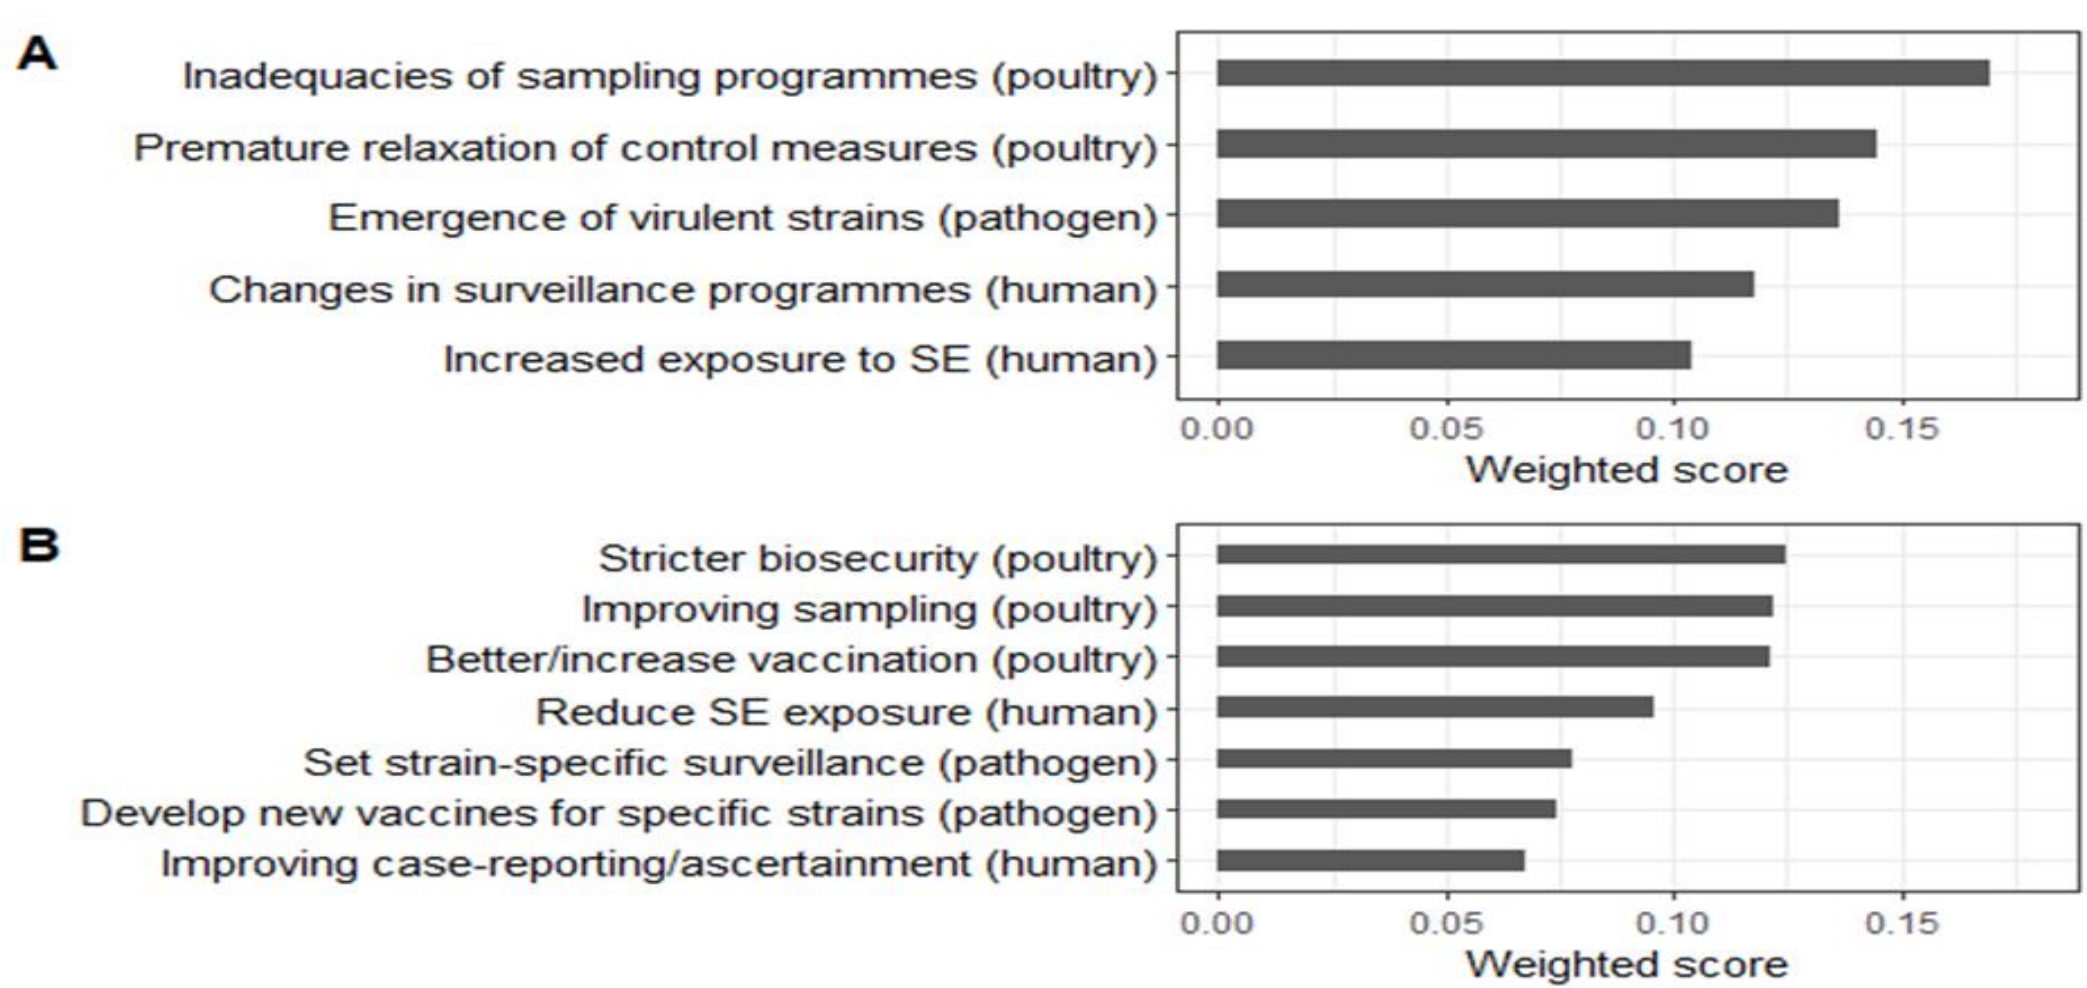 A
Inadequacies of sampling programmes (poultry)
Premature relaxation of control measures (poultry)
Emergence of virulent strains (pathogen)
Changes in surveillance programmes (human)
Increased exposure to SE (human)
0.00 0.05 0.10 0.15
Weighted score
B
Stricter biosecurity (poultry)
Improving sampling (poultry)
Better/increase vaccination (poultry)
Reduce SE exposure (human)
Set strain-specific surveillance (pathogen)
Develop new vaccines for specific strains (pathogen)
Improving case-reporting/ascertainment (human)
0.00 0.05 0.10 0.15
Weighted score